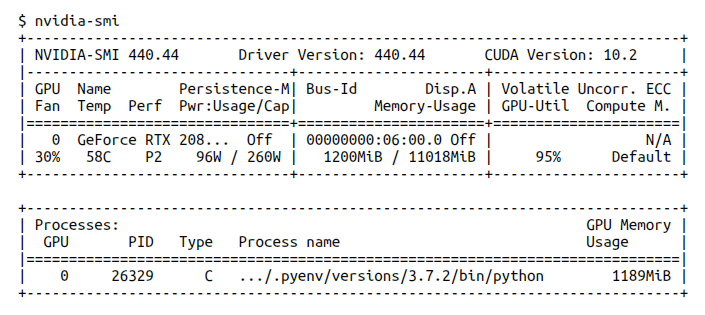 $ nvidia-smi
+-----------------------------------------------------------------------------+
| NVIDIA-SMI 440.44       Driver Version: 440.44       CUDA Version: 10.2     |
|-------------------------------+----------------------+----------------------+
| GPU  Name        Persistence-M| Bus-Id        Disp.A | Volatile Uncorr. ECC |
| Fan  Temp  Perf  Pwr:Usage/Cap|         Memory-Usage | GPU-Util  Compute M. |
|===============================+======================+======================|
|   0  GeForce RTX 208...  Off  | 00000000:06:00.0 Off |                  N/A |
| 30%   58C    P2    96W / 260W |   1200MiB / 11018MiB |     95%      Default |
+-------------------------------+----------------------+----------------------+

+-----------------------------------------------------------------------------+
| Processes:                                                       GPU Memory |
|  GPU       PID   Type   Process name                             Usage      |
|=============================================================================|
|    0     26329      C   .../.pyenv/versions/3.7.2/bin/python        1189MiB |
+-----------------------------------------------------------------------------+